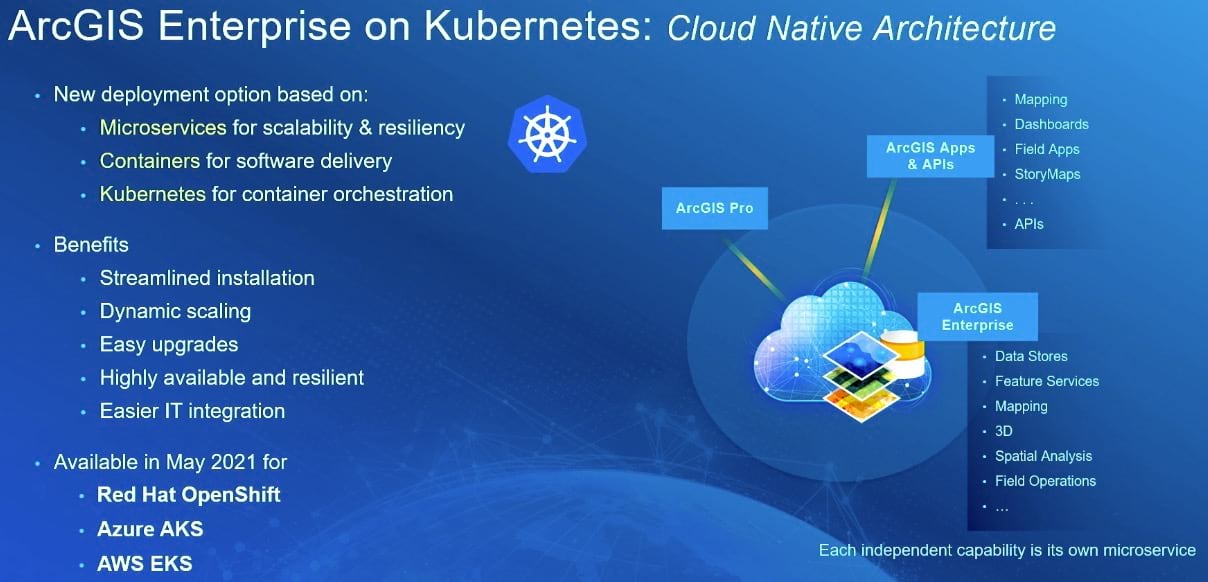 ArcGIS Enterprise on Kubernetes: Cloud Native Architecture
• New deployment option based on:
• Microservices for scalability & resiliency
• Containers for software delivery
• Kubernetes for container orchestration
• Benefits
• Streamlined installation
• Dynamic scaling
• Easy upgrades
• Highly available and resilient
• Easier IT integration
• Available in May 2021 for
• Red Hat OpenShift
• Azure AKS
• AWS EKS
ArcGIS Pro
ArcGIS Apps
& APIs
• Mapping
• Dashboards
• Field Apps
• StoryMaps
• . . .
• APIs
ArcGIS
Enterprise
• Data Stores
• Feature Services
• Mapping
• 3D
• Spatial Analysis
• Field Operations
• ...
Each independent capability is its own microservice